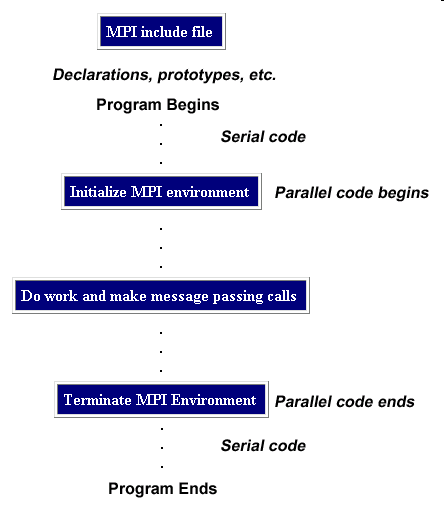 MPI include file
Declarations, prototypes, etc.
Program Begins
Serial code
Initialize MPI environment
Parallel code begins
Do work and make message passing calls
Terminate MPI Environment
Parallel code ends
Serial code
Program Ends